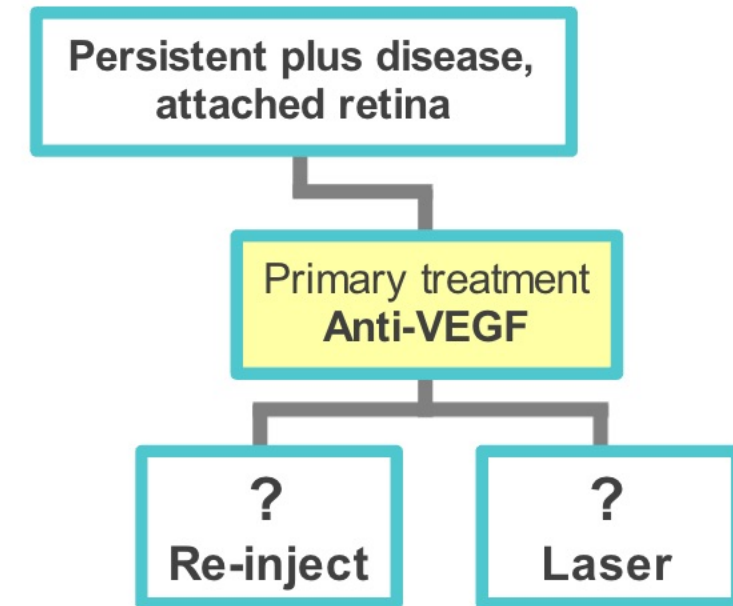 Persistent plus disease,
attached retina
Primary treatment
Anti-VEGF
?
Re-inject
?
Laser